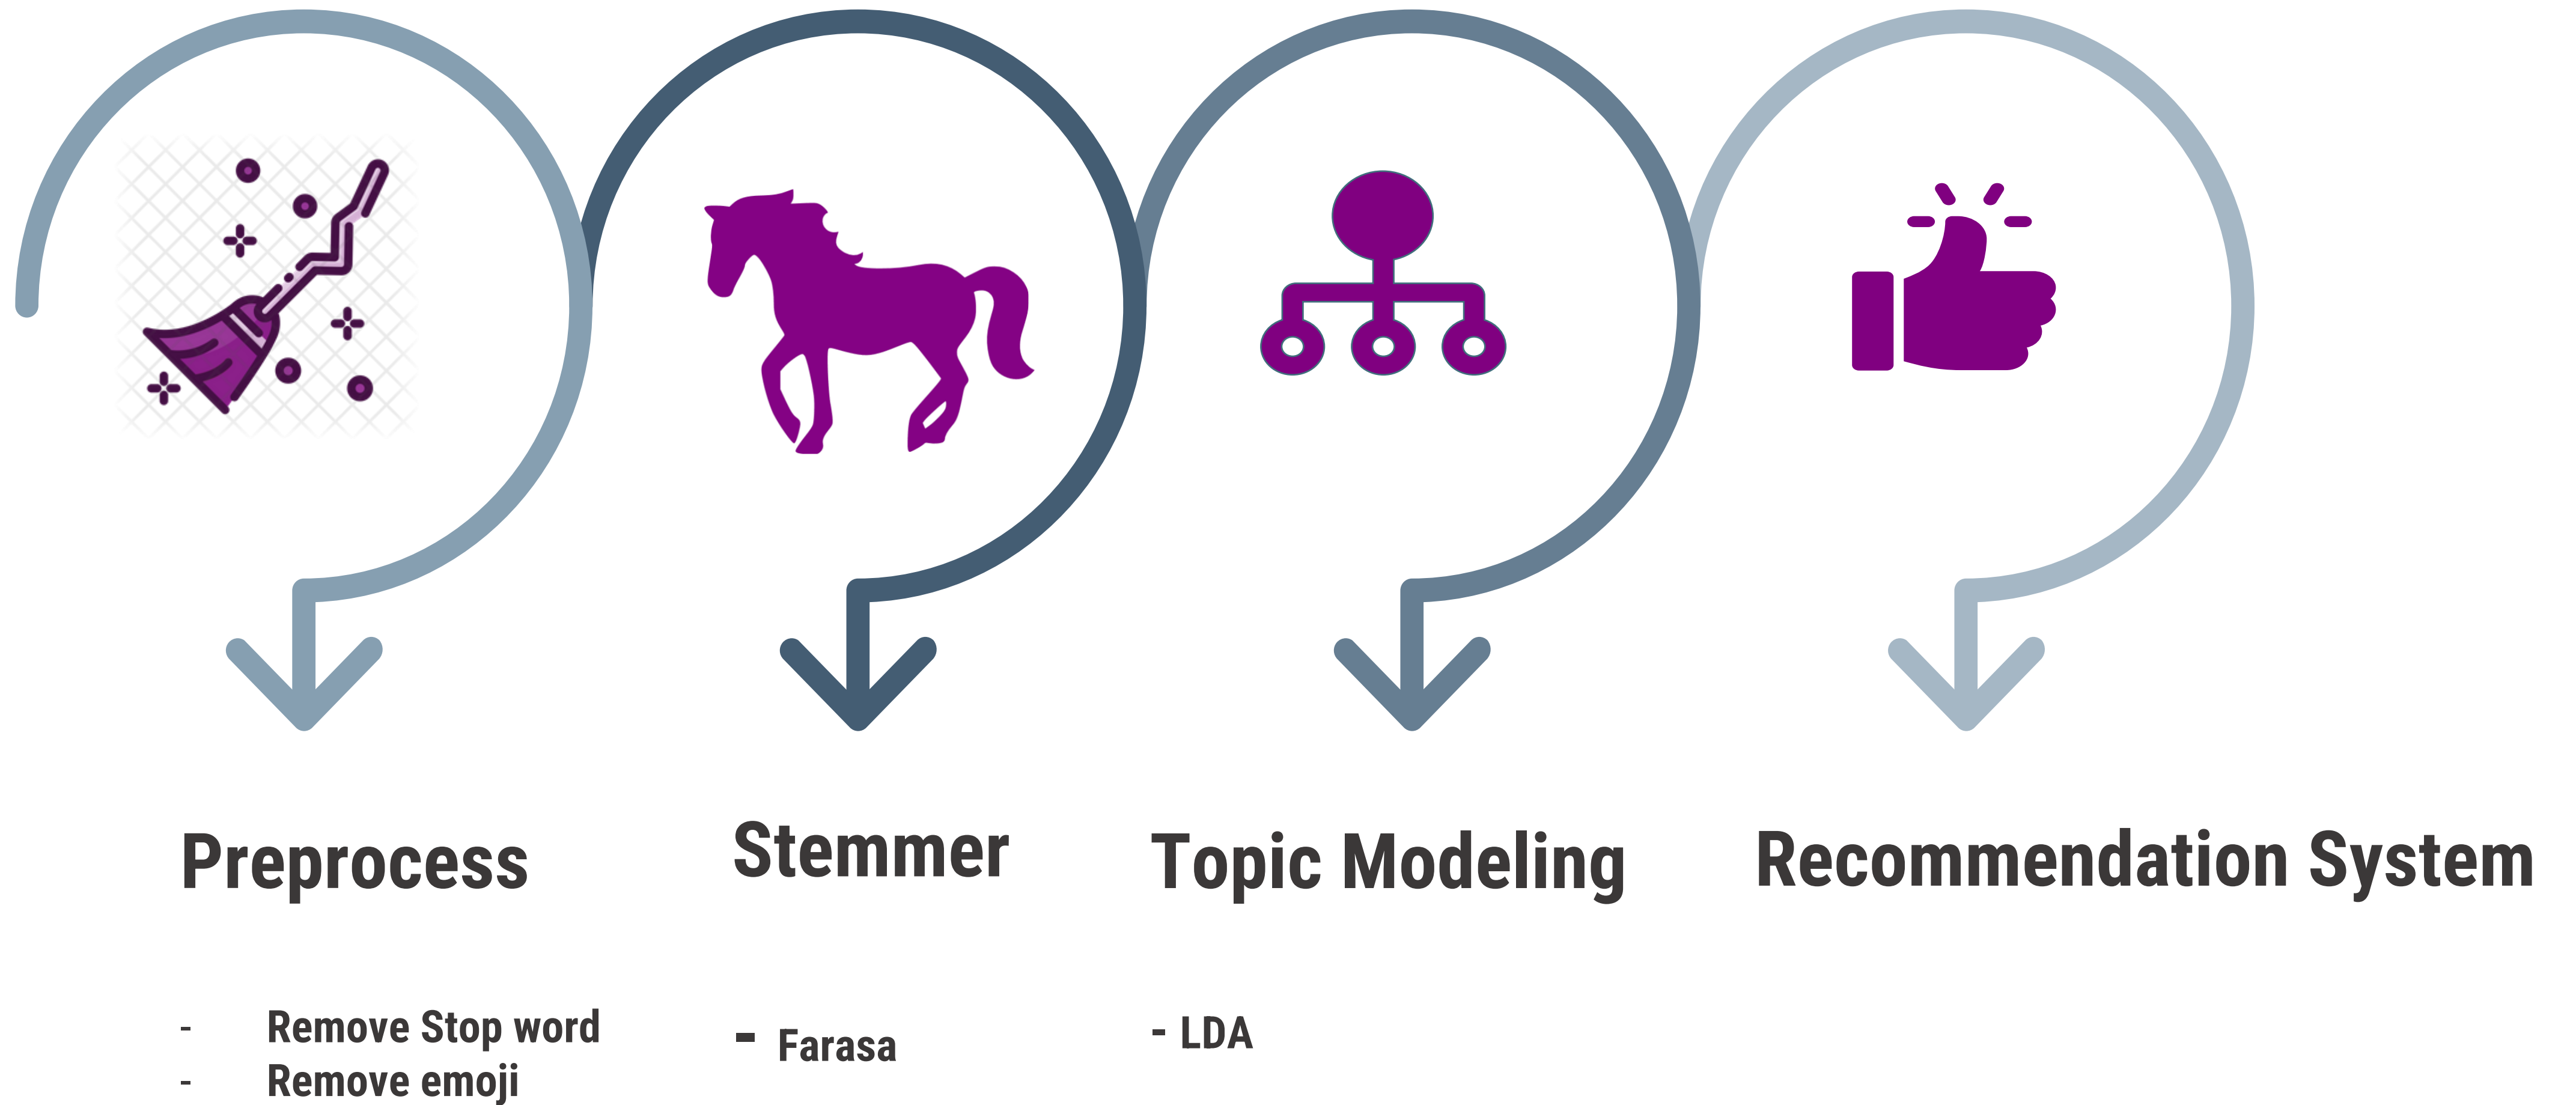 Preprocess
Stemmer
Topic Modeling
Recommendation System
- Remove Stop word
- Remove emoji
- Farasa
- LDA